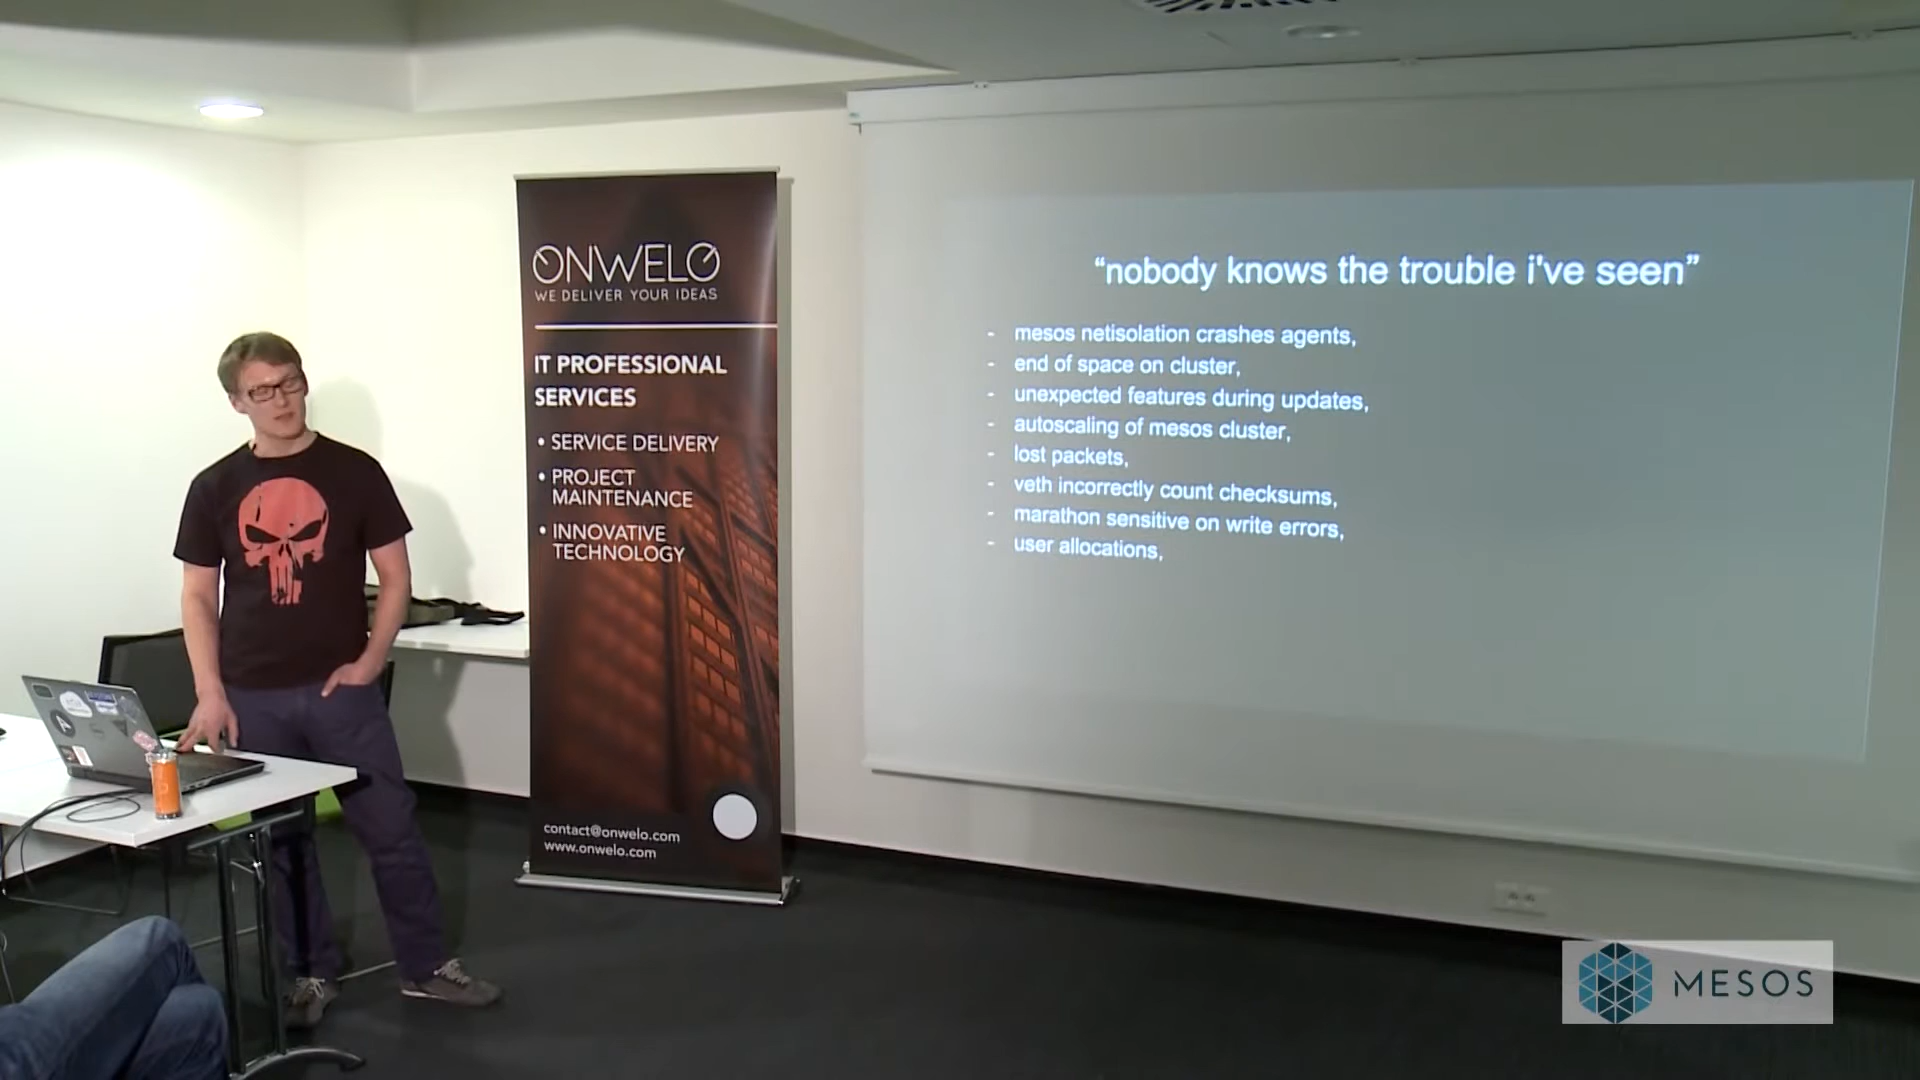 ONWELO
WE DELIVER YOUR IDEAS
IT PROFESSIONAL
SERVICES
• SERVICE DELIVERY
• PROJECT
MAINTENANCE
• INNOVATIVE
TECHNOLOGY
contact@onwelo.com
www.onwelo.com
“nobody knows the trouble i've seen”
- mesos netisolation crashes agents,
- end of space on cluster,
- unexpected features during updates,
- autoscaling of mesos cluster,
- lost packets,
- veth incorrectly count checksums,
- marathon sensitive on write errors,
- user allocations,
MESOS